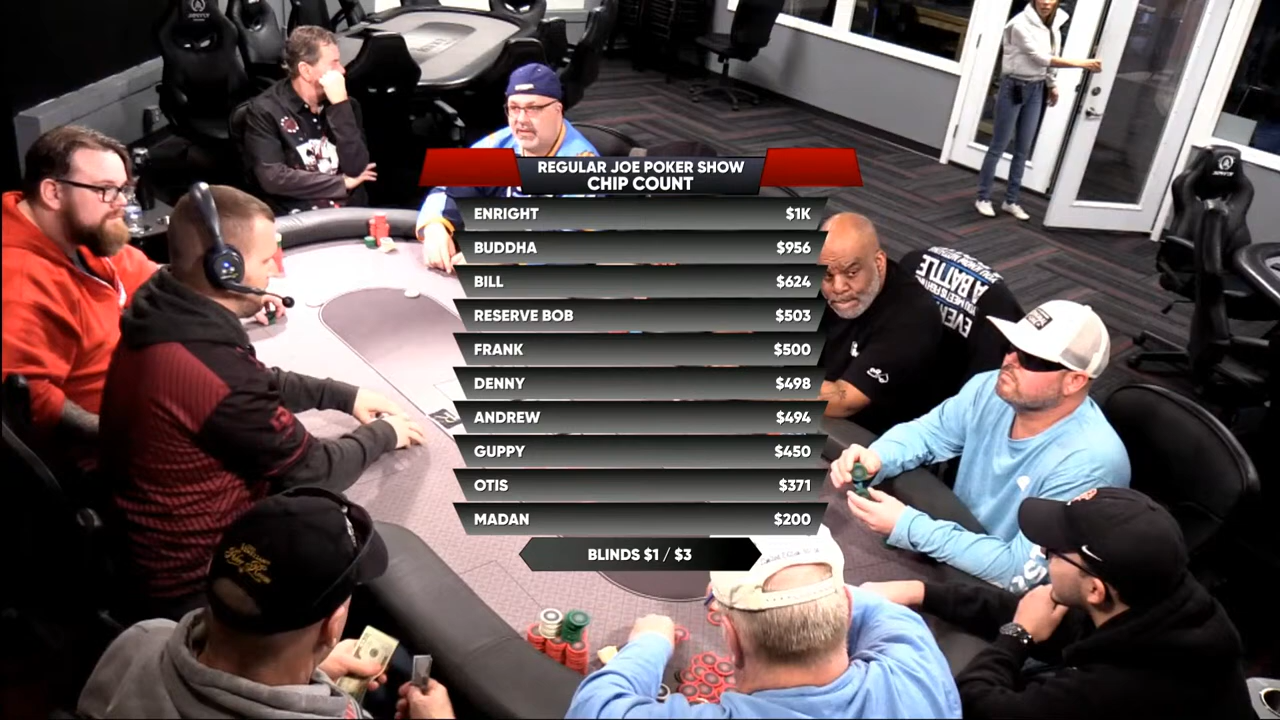 REGULAR JOE POKER SHOW
CHIP COUNT
ENRIGHT $1K
BUDDHA $956
BILL $624
RESERVE BOB $503
FRANK $500
DENNY $498
ANDREW $494
GUPPY $450
OTIS $371
MADAN $200
BLINDS $1 / $3
A BATTLE